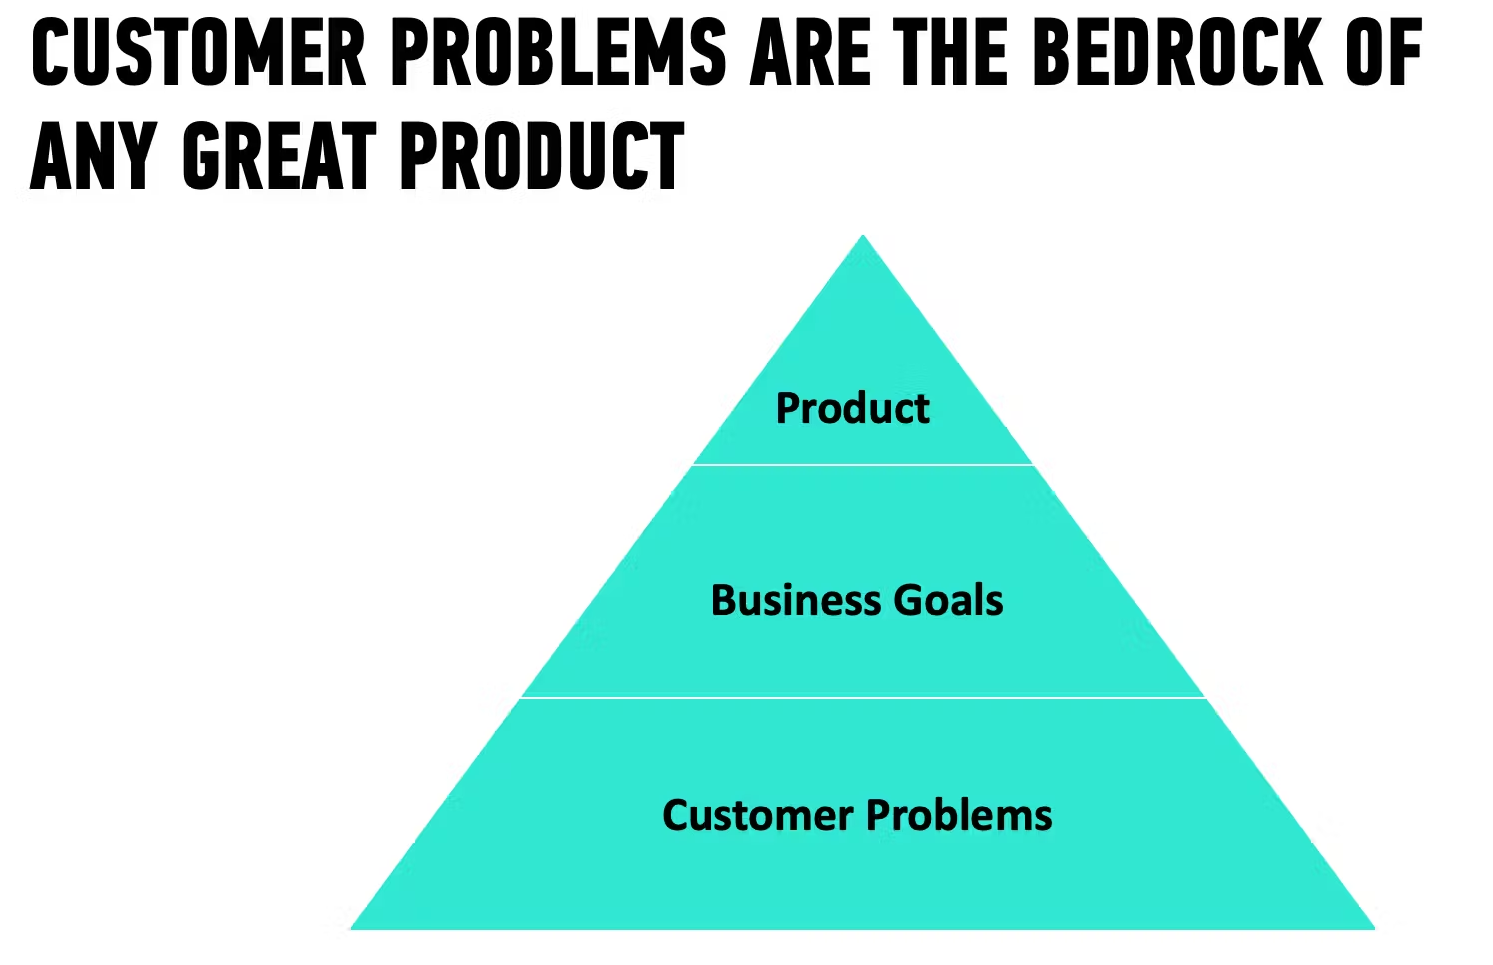 CUSTOMER PROBLEMS ARE THE BEDROCK OF
ANY GREAT PRODUCT
Product
Business Goals
Customer Problems